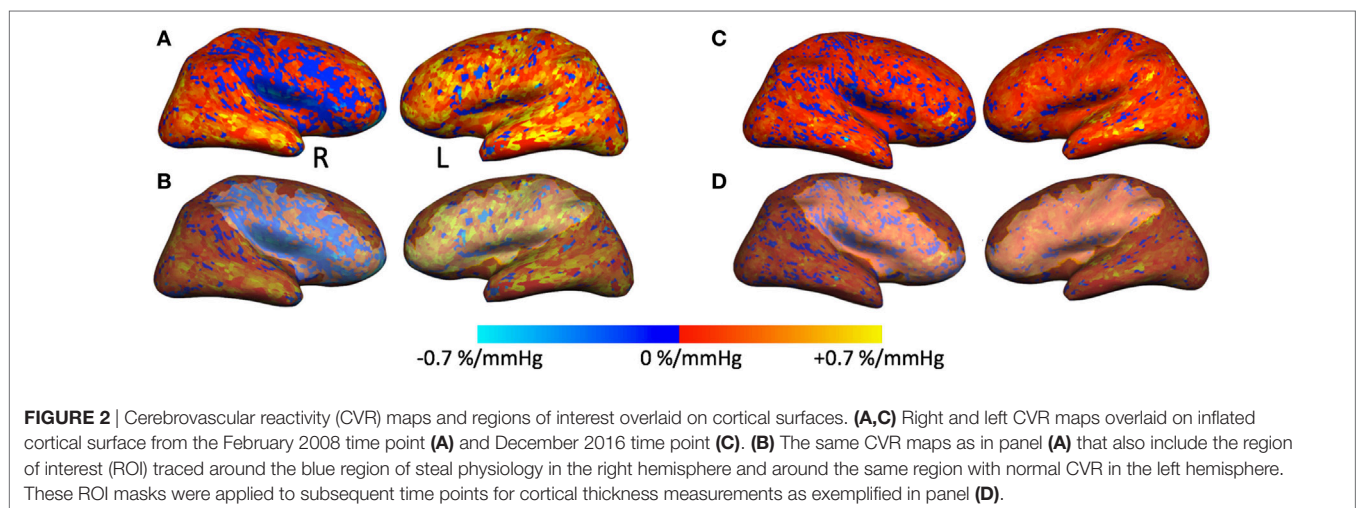 A
C
R
L
B
D
-0.7 %/mmHg 0 %/mmHg +0.7 %/mmHg
FIGURE 2 | Cerebrovascular reactivity (CVR) maps and regions of interest overlaid on cortical surfaces. (A,C) Right and left CVR maps overlaid on inflated
cortical surface from the February 2008 time point (A) and December 2016 time point (C). (B) The same CVR maps as in panel (A) that also include the region
of interest (ROI) traced around the blue region of steal physiology in the right hemisphere and around the same region with normal CVR in the left hemisphere.
These ROI masks were applied to subsequent time points for cortical thickness measurements as exemplified in panel (D).